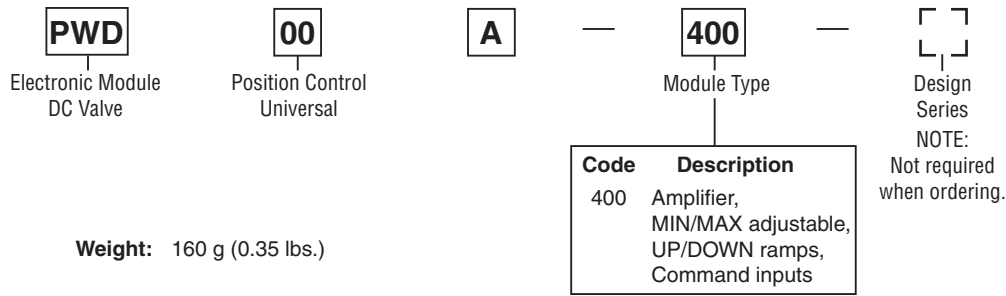 PWD 00 A — 400 —
Electronic Module
DC Valve
Position Control
Universal
Module Type
Design
Series
NOTE:
Not required
when ordering.
Code Description
400 Amplifier,
MIN/MAX adjustable,
UP/DOWN ramps,
Command inputs
Weight: 160 g (0.35 lbs.)